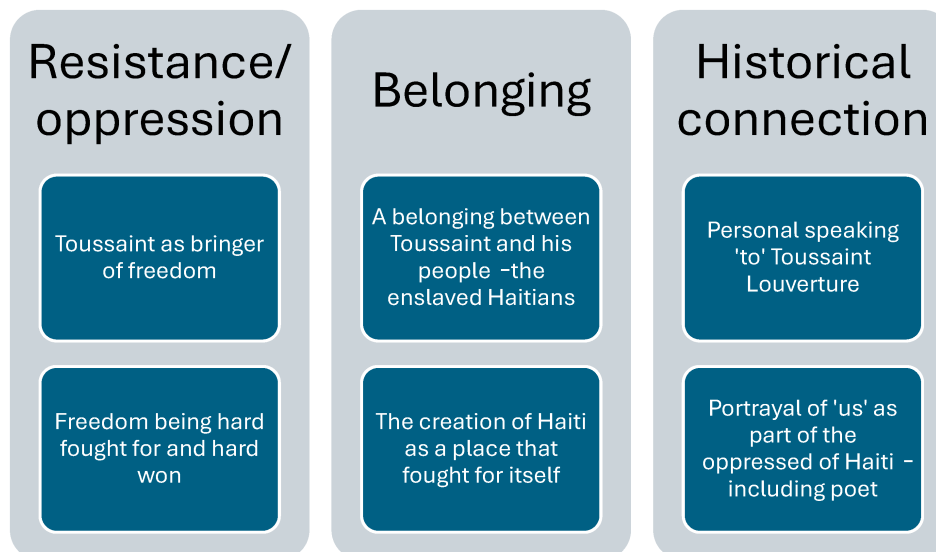 Resistance/
oppression
Toussaint as bringer
of freedom
Freedom being hard
fought for and hard
won
Belonging
A belonging between
Toussaint and his
people –the
enslaved Haitians
The creation of Haiti
as a place that
fought for itself
Historical
connection
Personal speaking
'to' Toussaint
Louverture
Portrayal of 'us' as
part of the
oppressed of Haiti –
including poet